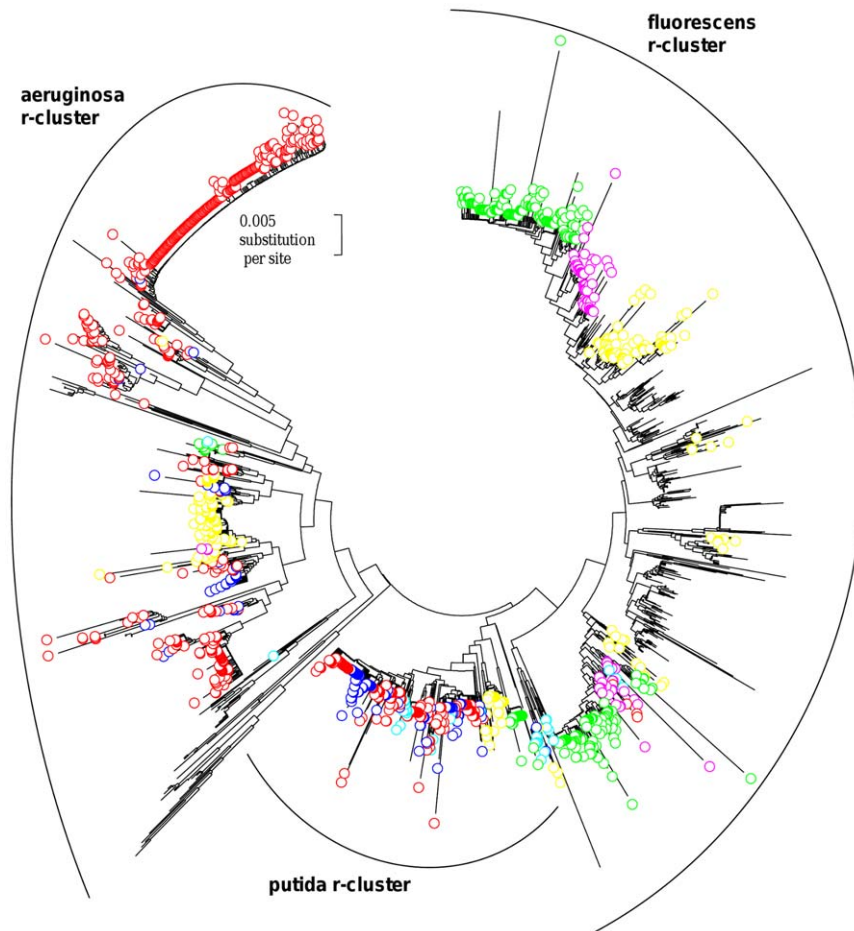 fluorescens
r-cluster
aeruginosa
r-cluster
0.005
substitution
per site
putida r-cluster